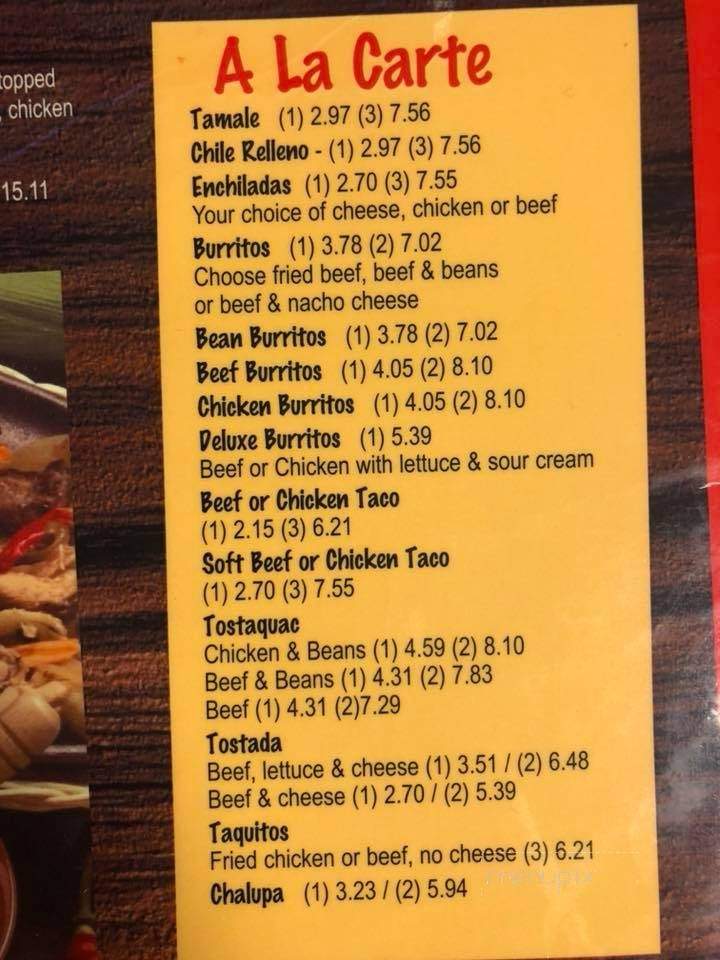 topped
, chicken
15.11
A La Carte
Tamale (1) 2.97 (3) 7.56
Chile Relleno - (1) 2.97 (3) 7.56
Enchiladas (1) 2.70 (3) 7.55
Your choice of cheese, chicken or beef
Burritos (1) 3.78 (2) 7.02
Choose fried beef, beef & beans
or beef & nacho cheese
Bean Burritos (1) 3.78 (2) 7.02
Beef Burritos (1) 4.05 (2) 8.10
Chicken Burritos (1) 4.05 (2) 8.10
Deluxe Burritos (1) 5.39
Beef or Chicken with lettuce & sour cream
Beef or Chicken Taco
(1) 2.15 (3) 6.21
Soft Beef or Chicken Taco
(1) 2.70 (3) 7.55
Tostaquac
Chicken & Beans (1) 4.59 (2) 8.10
Beef & Beans (1) 4.31 (2) 7.83
Beef (1) 4.31 (2)7.29
Tostada
Beef, lettuce & cheese (1) 3.51 / (2) 6.48
Beef & cheese (1) 2.70 / (2) 5.39
Taquitos
Fried chicken or beef, no cheese (3) 6.21
Chalupa (1) 3.23 / (2) 5.94